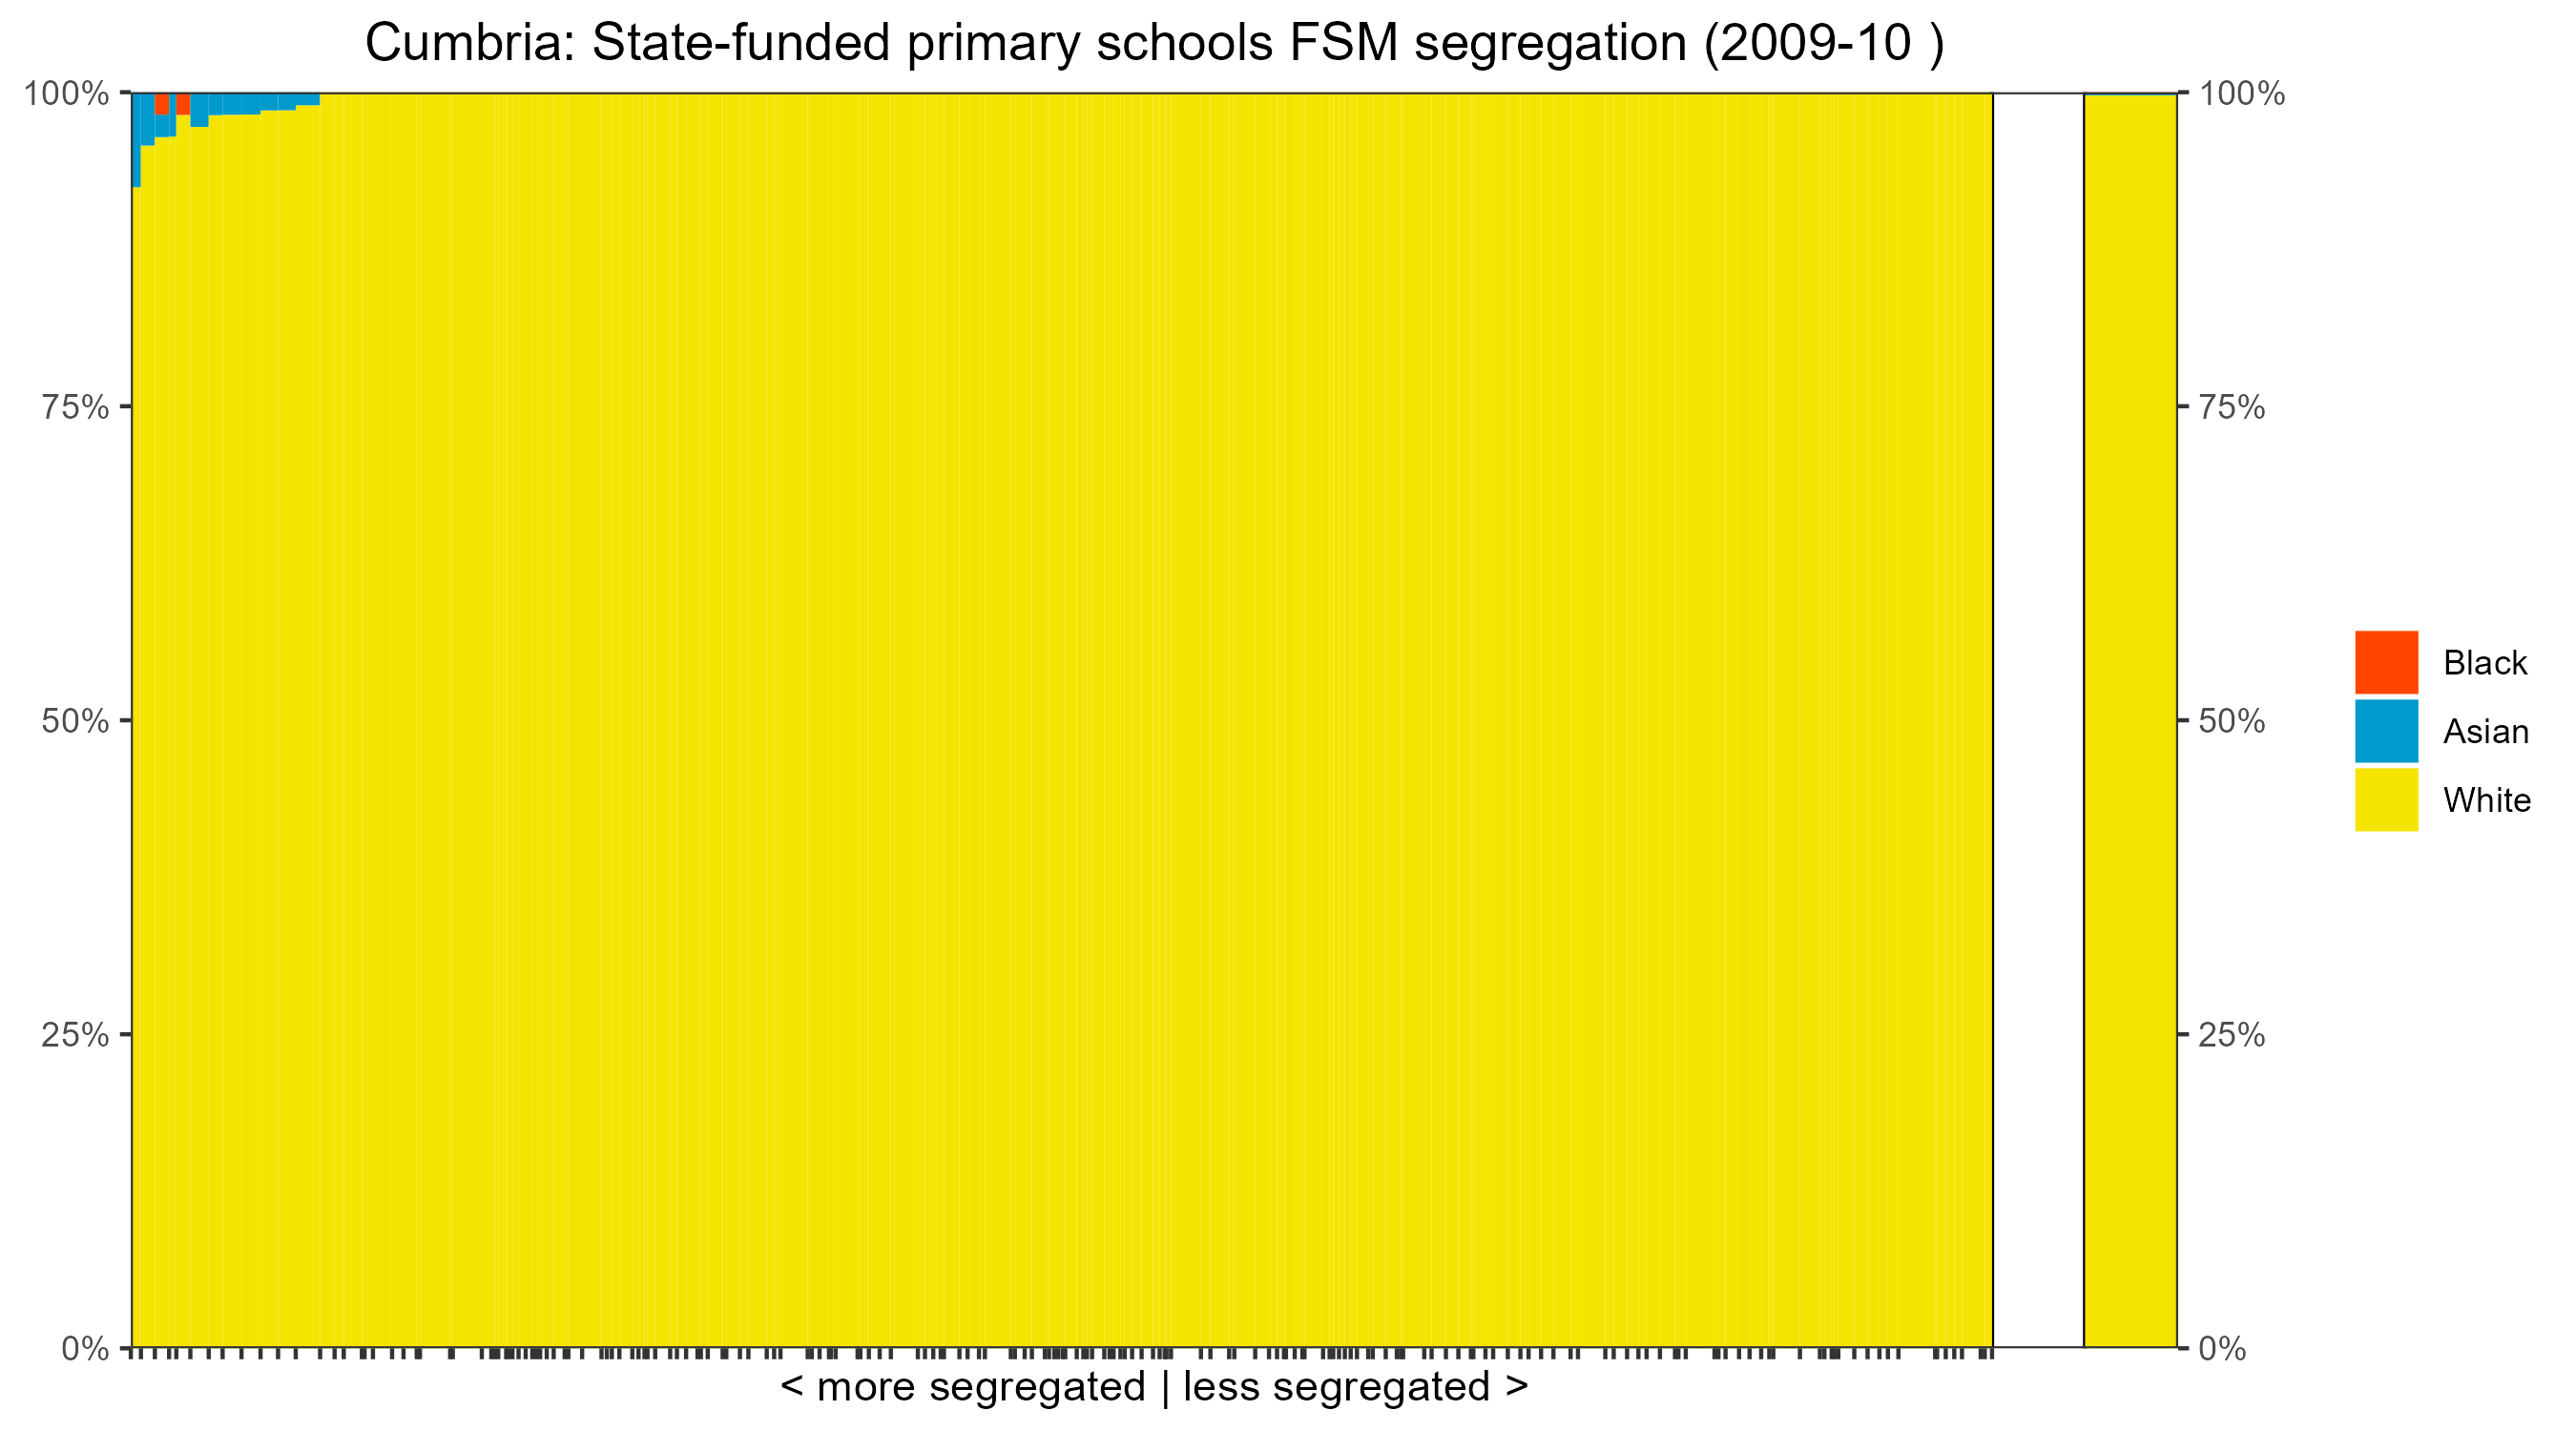 Cumbria: State-funded primary schools FSM segregation (2009-10 )
100%
75%
50%
25%
0%
100%
75%
50%
25%
0%
Black
Asian
White
< more segregated | less segregated >